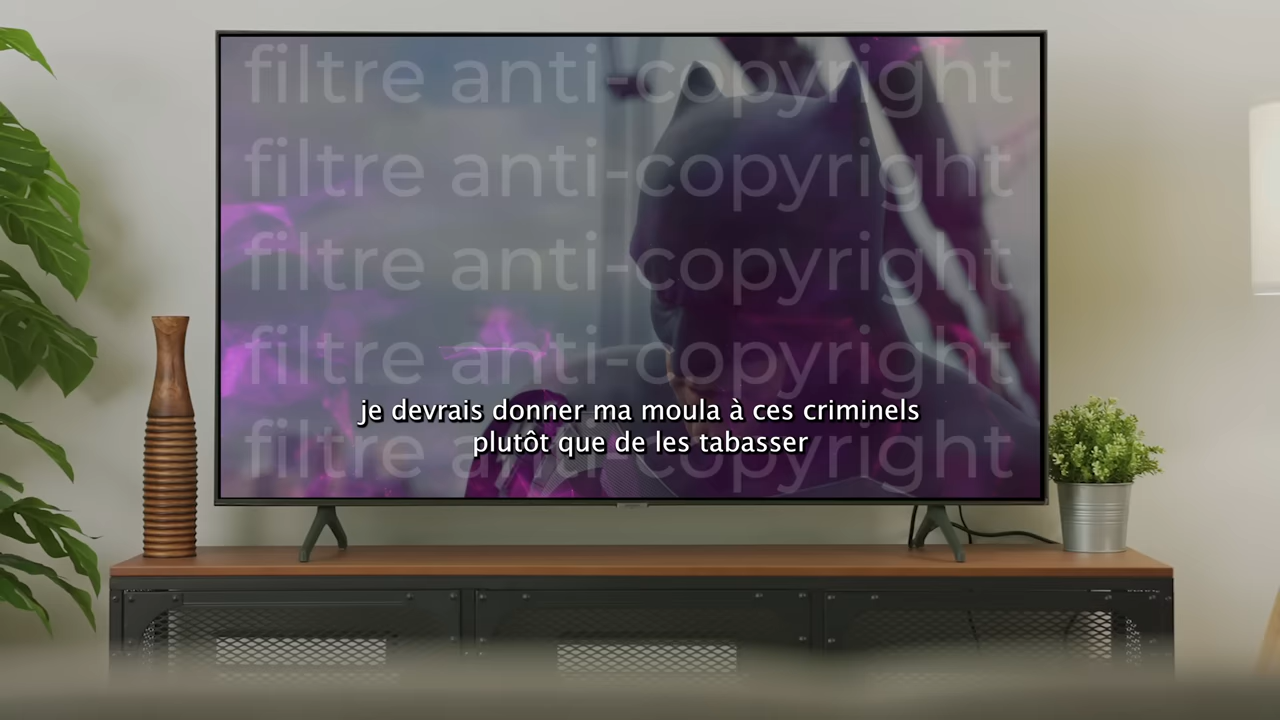 filtre anti-copyright
filtre anti-copyright
filtre anti-copyright
filtre anti-copyright
je devrais donner ma moula à ces criminels
plutôt que de les tabasser
filtre anti-copyright